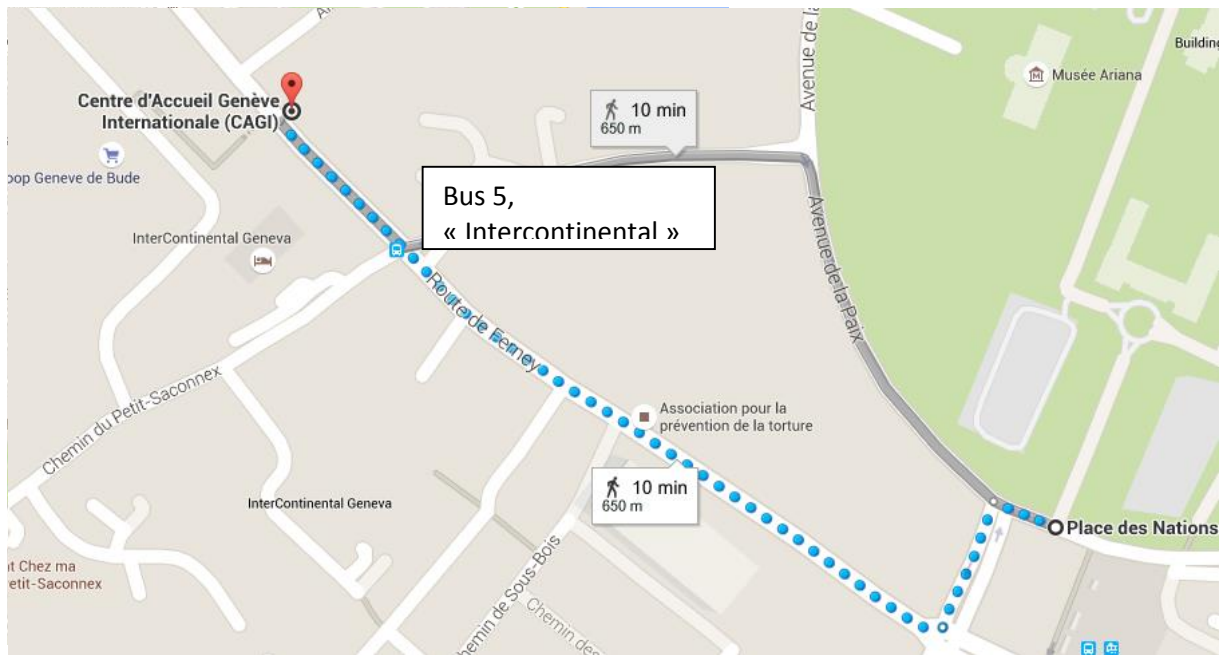 Avenue de la
Building
Musée Ariana
10 min
650 m
Centre d'Accueil Genève
Internationale (CAGI)
oop Geneve de Bude
Bus 5,
« Intercontinental »
InterContinental Geneva
Avenue de la Paix
Route de Ferney
Chemin du Petit-Saconnex
Association pour la
prévention de la torture
10 min
650 m
InterContinental Geneva
Place des Nations
t Chez ma
etit-Saconnex
hemin de Sous-Bois
Chemin des